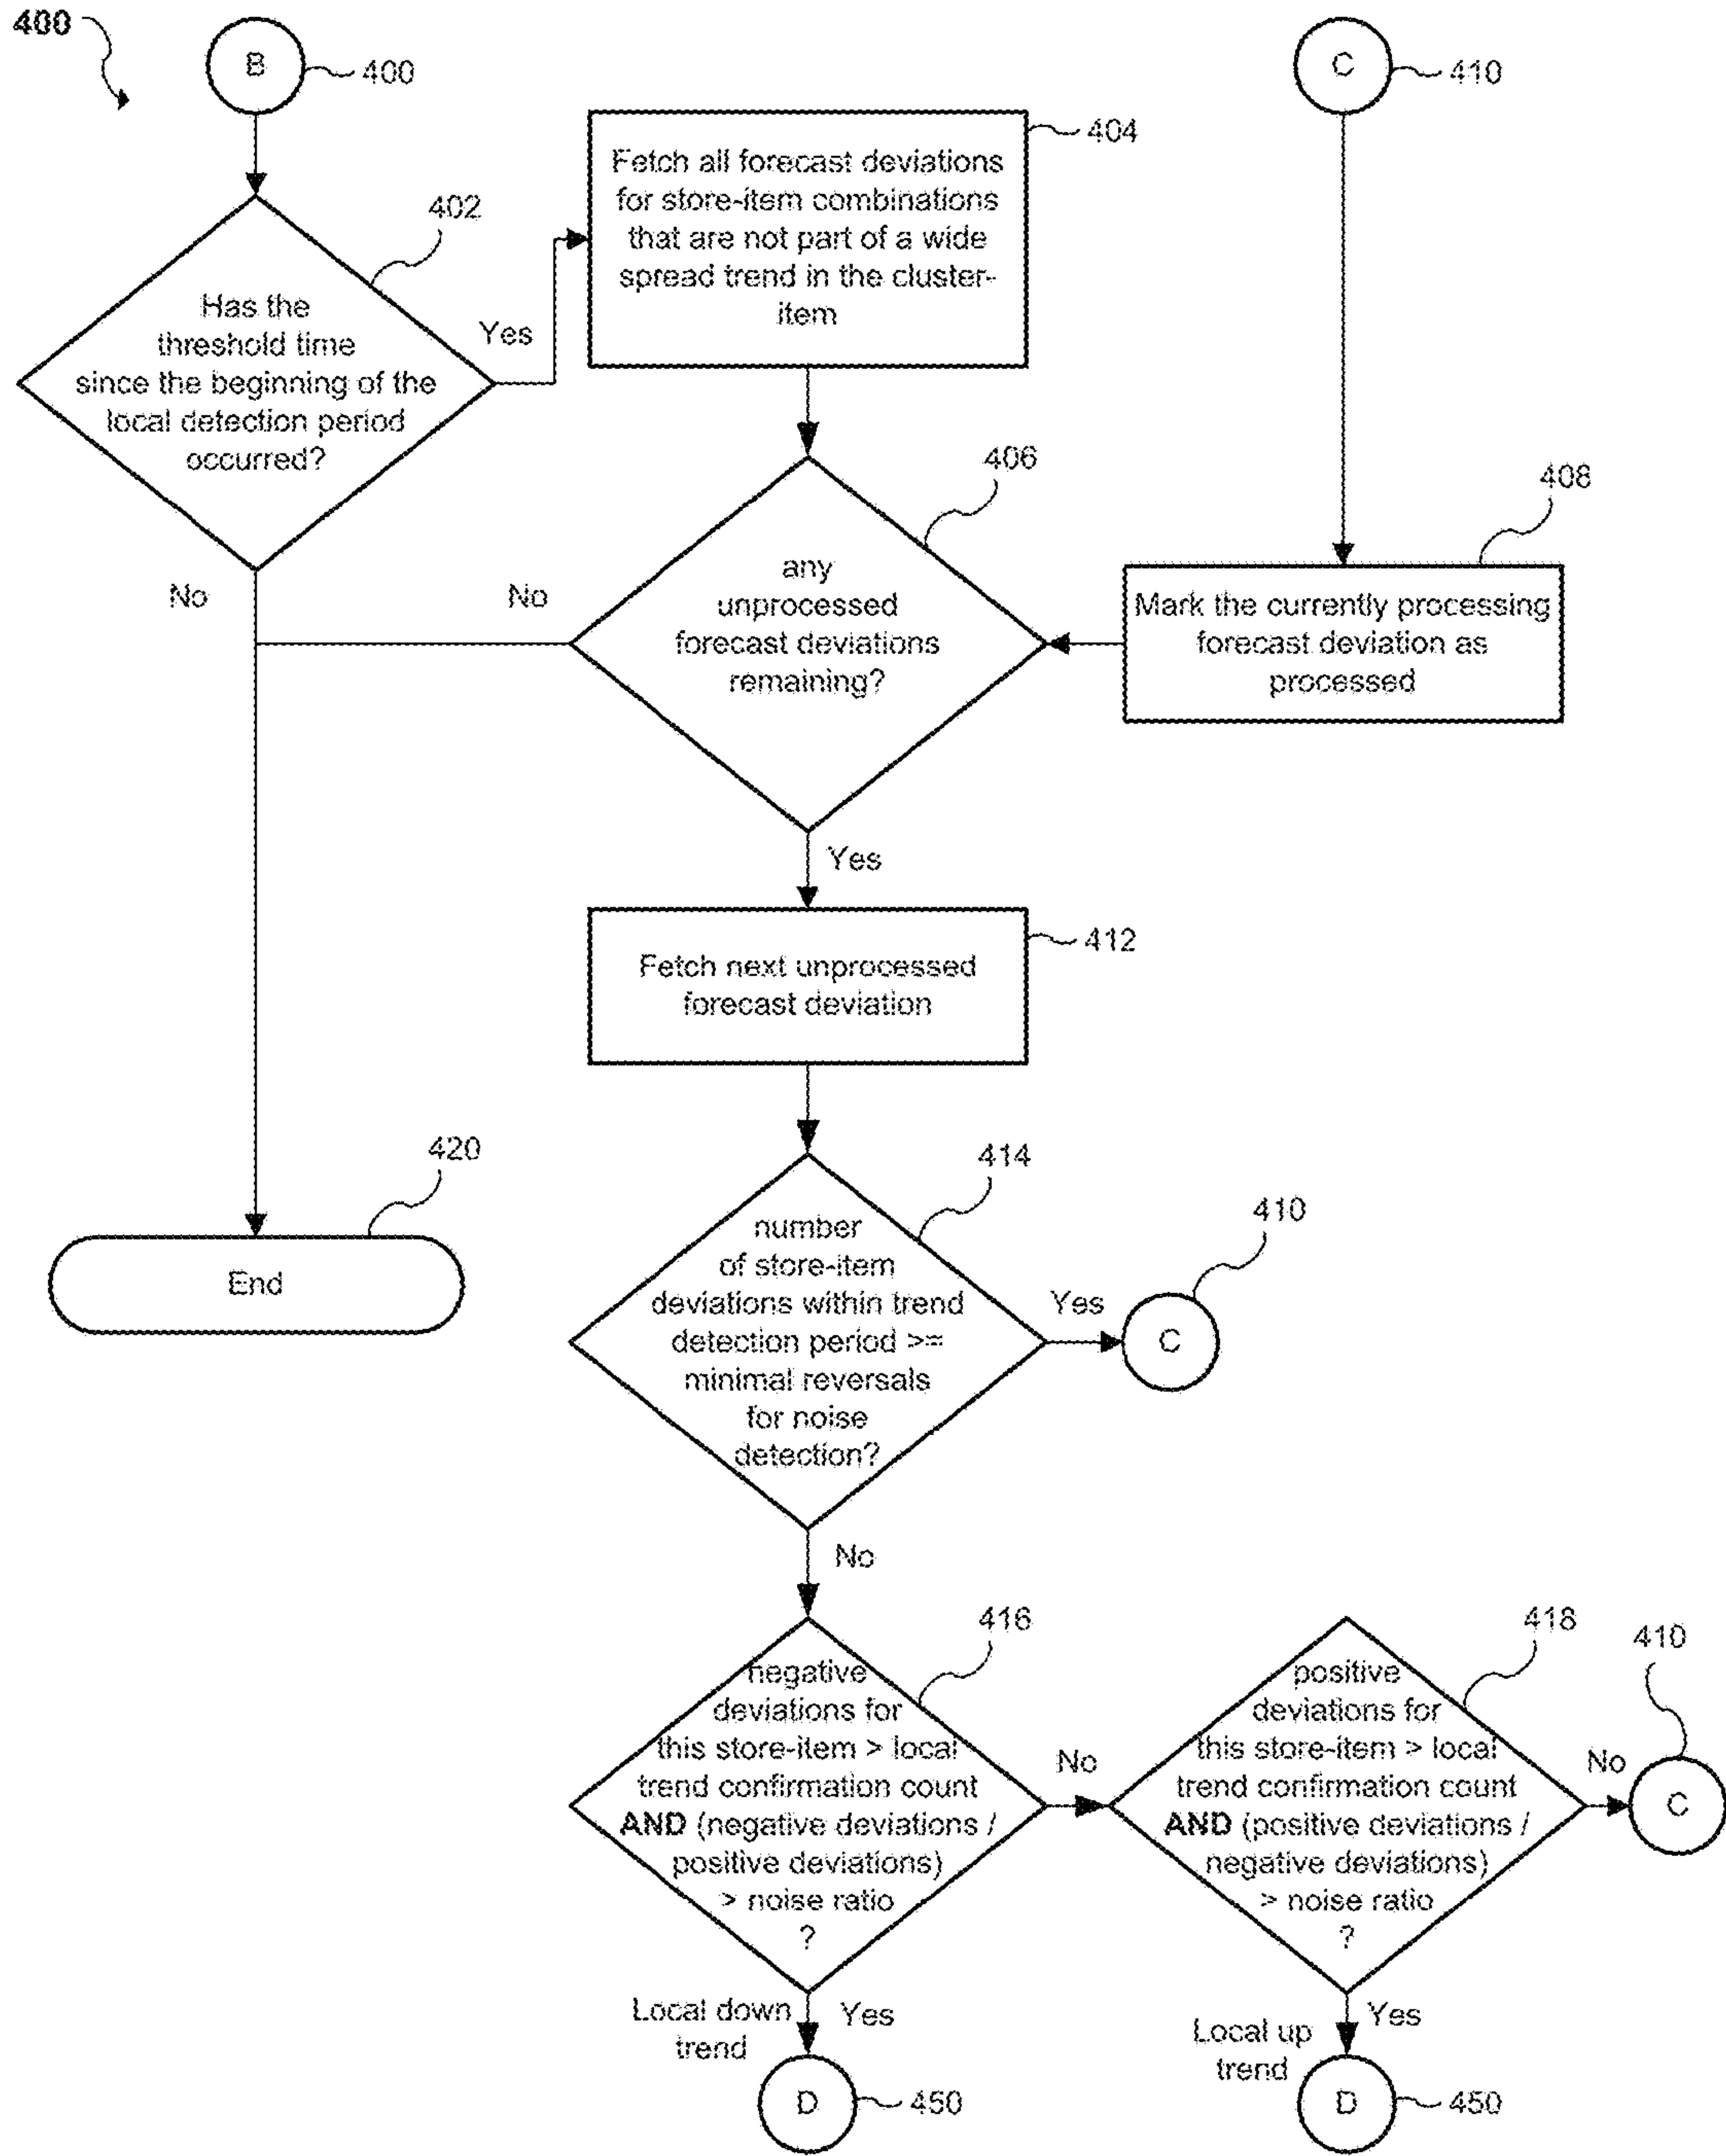 400
B
400
C
410
404
Fetch all forecast deviations
for store-item combinations
that are not part of a wide
spread trend in the cluster-
item
402
Has the
threshold time
since the beginning of the
local detection period
occurred?
Yes
No
406
any
unprocessed
forecast deviations
remaining?
No
Yes
408
Mark the currently processing
forecast deviation as
processed
412
Fetch next unprocessed
forecast deviation
420
End
414
number
of store-item
deviations within trend
detection period >=
minimal reversals
for noise
detection?
Yes
410
C
No
416
negative
deviations for
this store-item > local
trend confirmation count
AND (negative deviations /
positive deviations)
> noise ratio
?
No
418
positive
deviations for
this store-item > local
trend confirmation count
AND (positive deviations /
negative deviations)
> noise ratio
?
No
410
C
Local down
trend
Yes
D
450
Local up
trend
Yes
D
450